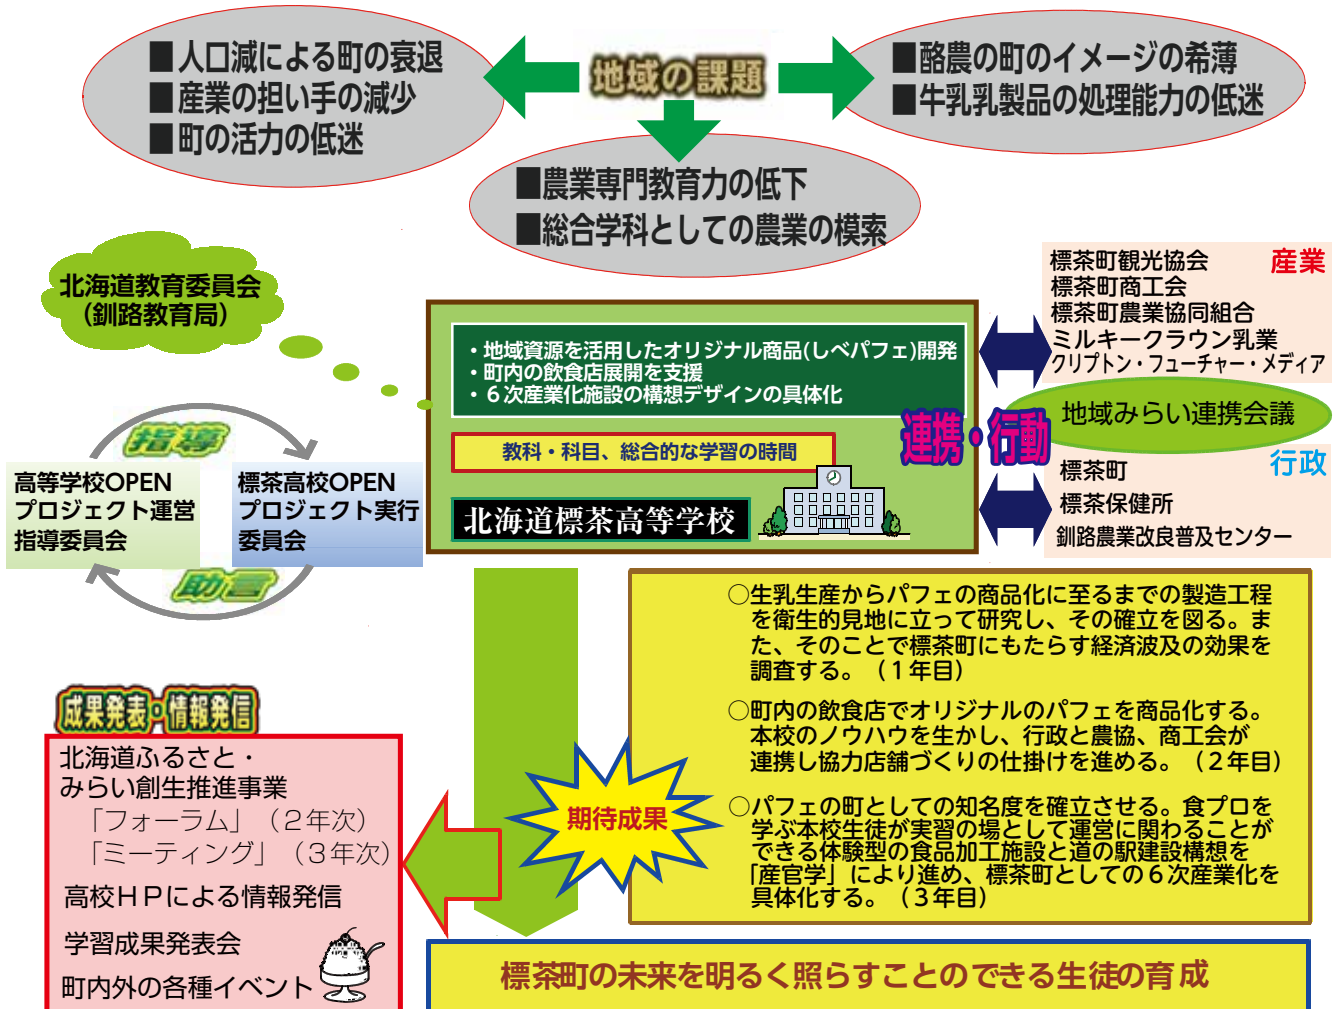 地域の課題
■人口減による町の衰退
■産業の担い手の減少
■町の活力の低迷
■酪農の町のイメージの希薄
■牛乳乳製品の処理能力の低迷
■農業専門教育力の低下
■総合学科としての農業の模索
北海道教育委員会
(釧路教育局)
・地域資源を活用したオリジナル商品(しべパフェ)開発
・町内の飲食店展開を支援
・６次産業化施設の構想デザインの具体化
教科・科目、総合的な学習の時間
北海道標茶高等学校
連携・行動
産業
標茶町観光協会
標茶町商工会
標茶町農業協同組合
ミルキークラウン乳業
クリプトン・フューチャー・メディア
地域みらい連携会議
行政
標茶町
標茶保健所
釧路農業改良普及センター
指導
高等学校OPEN
プロジェクト運営
指導委員会
標茶高校OPEN
プロジェクト実行
委員会
助言
○生乳生産からパフェの商品化に至るまでの製造工程
を衛生的見地に立って研究し、その確立を図る。ま
た、そのことで標茶町にもたらす経済波及の効果を
調査する。（１年目）
○町内の飲食店でオリジナルのパフェを商品化する。
本校のノウハウを生かし、行政と農協、商工会が
連携し協力店舗づくりの仕掛けを進める。（２年目）
○パフェの町としての知名度を確立させる。食プロを
学ぶ本校生徒が実習の場として運営に関わることが
できる体験型の食品加工施設と道の駅建設構想を
「産官学」により進め、標茶町としての６次産業化を
具体化する。（３年目）
期待成果
成果発表・情報発信
北海道ふるさと・
みらい創生推進事業
「フォーラム」（２年次）
「ミーティング」（３年次）
高校ＨＰによる情報発信
学習成果発表会
町内外の各種イベント
標茶町の未来を明るく照らすことのできる生徒の育成